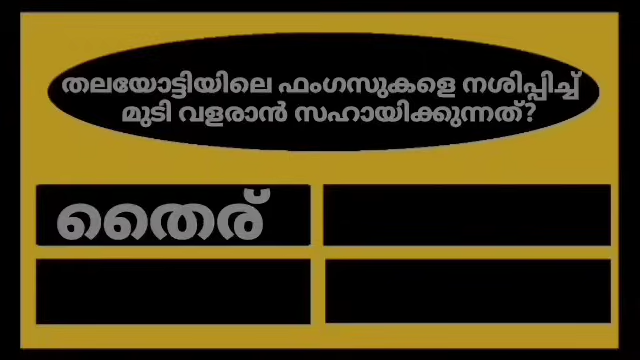 തലയോട്ടിയിലെ ഫംഗസുകളെ നശിപ്പിച്ച്
മുടി വളരാൻ സഹായിക്കുന്നത്?
തൈര്